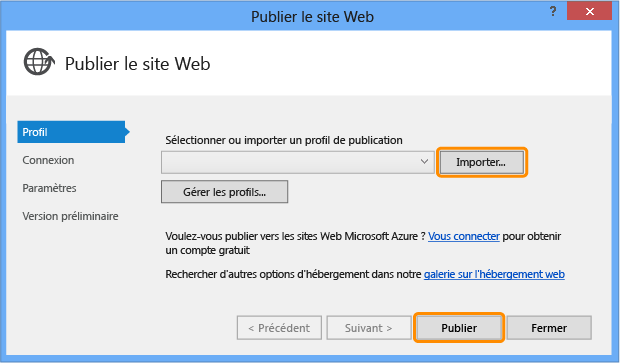 Publier le site Web
?
Publier le site Web
Profil
Connexion
Paramètres
Version préliminaire
Sélectionner ou importer un profil de publication
Importer...
Gérer les profils...
Voulez-vous publier vers les sites Web Microsoft Azure ? Vous connecter pour obtenir
un compte gratuit
Rechercher d'autres options d'hébergement dans notre galerie sur l'hébergement web
< Précédent
Suivant >
Publier
Fermer